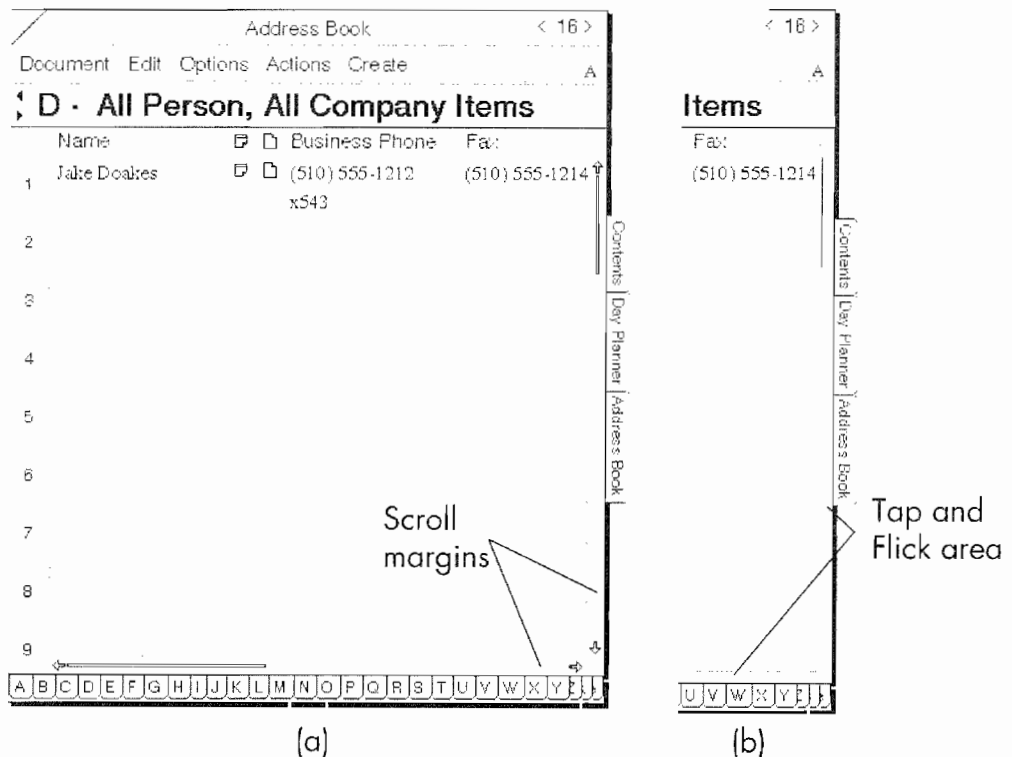 Address Book < 16 >
Document Edit Options Actions Create A
D - All Person, All Company Items
Name Business Phone Fax:
1 Jake Doakes (510) 555-1212 (510) 555-1214
x543
2
3
4
5
6
7
8
9
Contents
Day Planner
Address Book
Scroll
margins
A B C D E F G H I J K L M N O P Q R S T U V W X Y Z
(a)
< 16 >
A
Items
Fax:
(510) 555-1214
Contents
Day Planner
Address Book
Tap and
Flick area
U V W X Y Z
(b)